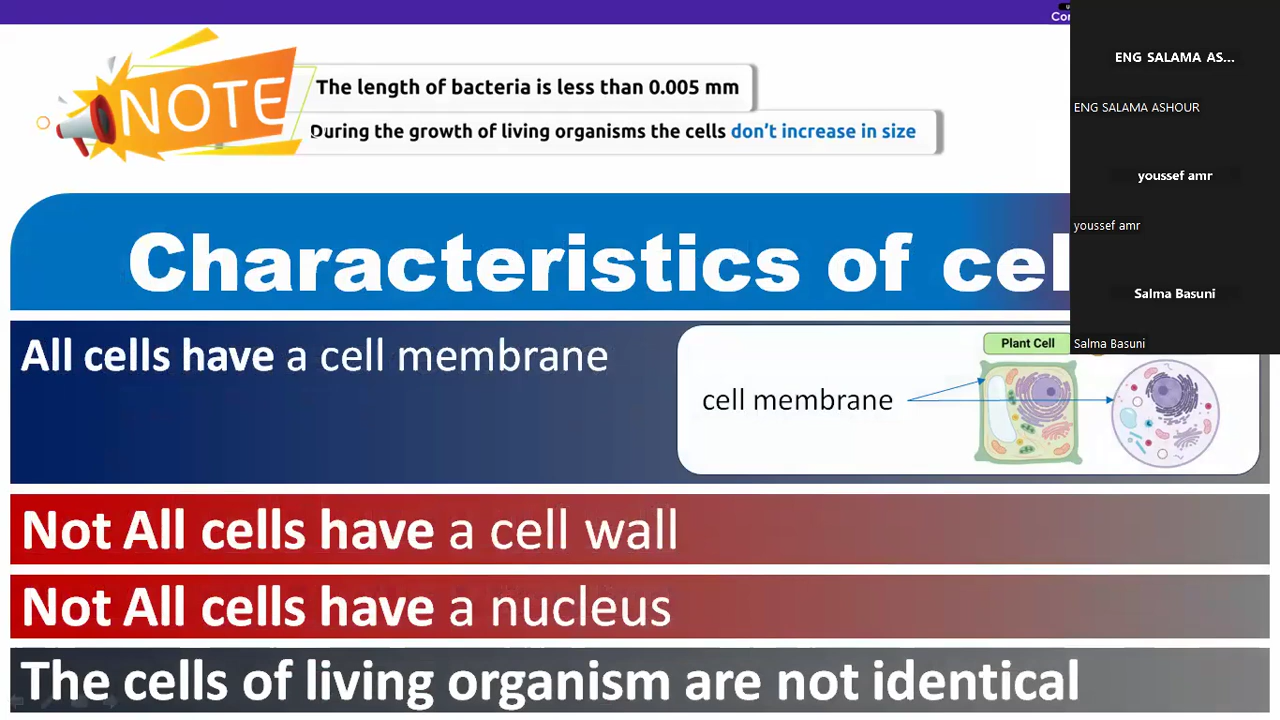 Co
ENG SALAMA AS...
NOTE
The length of bacteria is less than 0.005 mm
ENG SALAMA ASHOUR
During the growth of living organisms the cells don't increase in size
youssef amr
youssef amr
Characteristics of cel
Salma Basuni
Salma Basuni
All cells have a cell membrane
Plant Cell
cell membrane
Not All cells have a cell wall
Not All cells have a nucleus
The cells of living organism are not identical